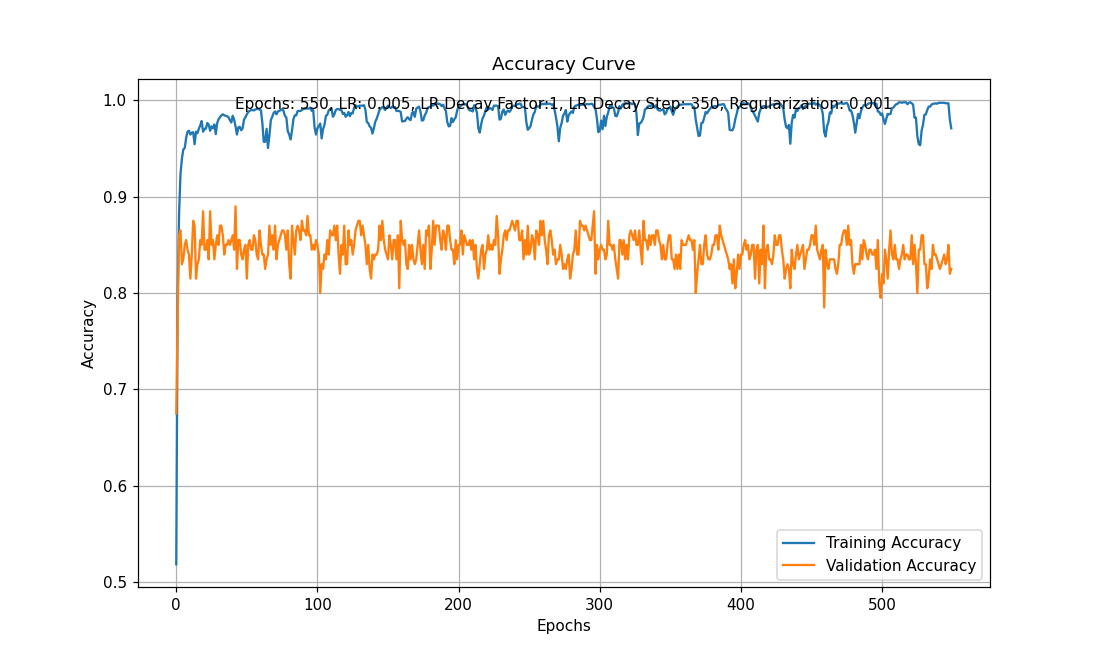 Accuracy Curve
Epochs: 550, LR: 0.005, LR Decay Factor:1, LR Decay Step: 350, Regularization: 0.001
1.0
0.9
0.8
0.7
0.6
0.5
Accuracy
Training Accuracy
Validation Accuracy
0 100 200 300 400 500
Epochs